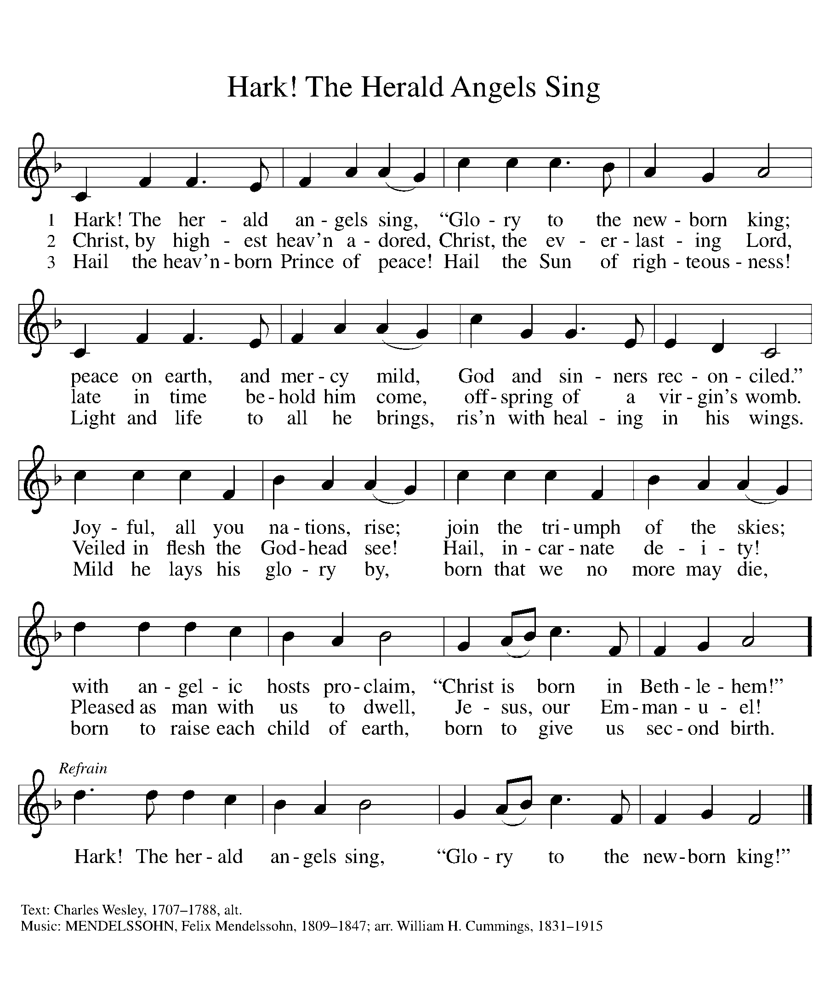 Hark! The Herald Angels Sing
1 Hark! The her - ald an - gels sing, “Glo - ry to the new - born king;
2 Christ, by high - est heav’n a - dored, Christ, the ev - er - last - ing Lord,
3 Hail the heav’n - born Prince of peace! Hail the Sun of righ - teous - ness!
peace on earth, and mer - cy mild, God and sin - ners rec - on - ciled.”
late in time be - hold him come, off - spring of a vir - gin’s womb.
Light and life to all he brings, ris’n with heal - ing in his wings.
Joy - ful, all you na - tions, rise; join the tri - umph of the skies;
Veiled in flesh the God - head see! Hail, in - car - nate de - i - ty!
Mild he lays his glo - ry by, born that we no more may die,
with an - gel - ic hosts pro - claim, “Christ is born in Beth - le - hem!”
Pleased as man with us to dwell, Je - sus, our Em - man - u - el!
born to raise each child of earth, born to give us sec - ond birth.
Refrain
Hark! The her - ald an - gels sing, “Glo - ry to the new - born king!”
Text: Charles Wesley, 1707–1788, alt.
Music: MENDELSSOHN, Felix Mendelssohn, 1809–1847; arr. William H. Cummings, 1831–1915